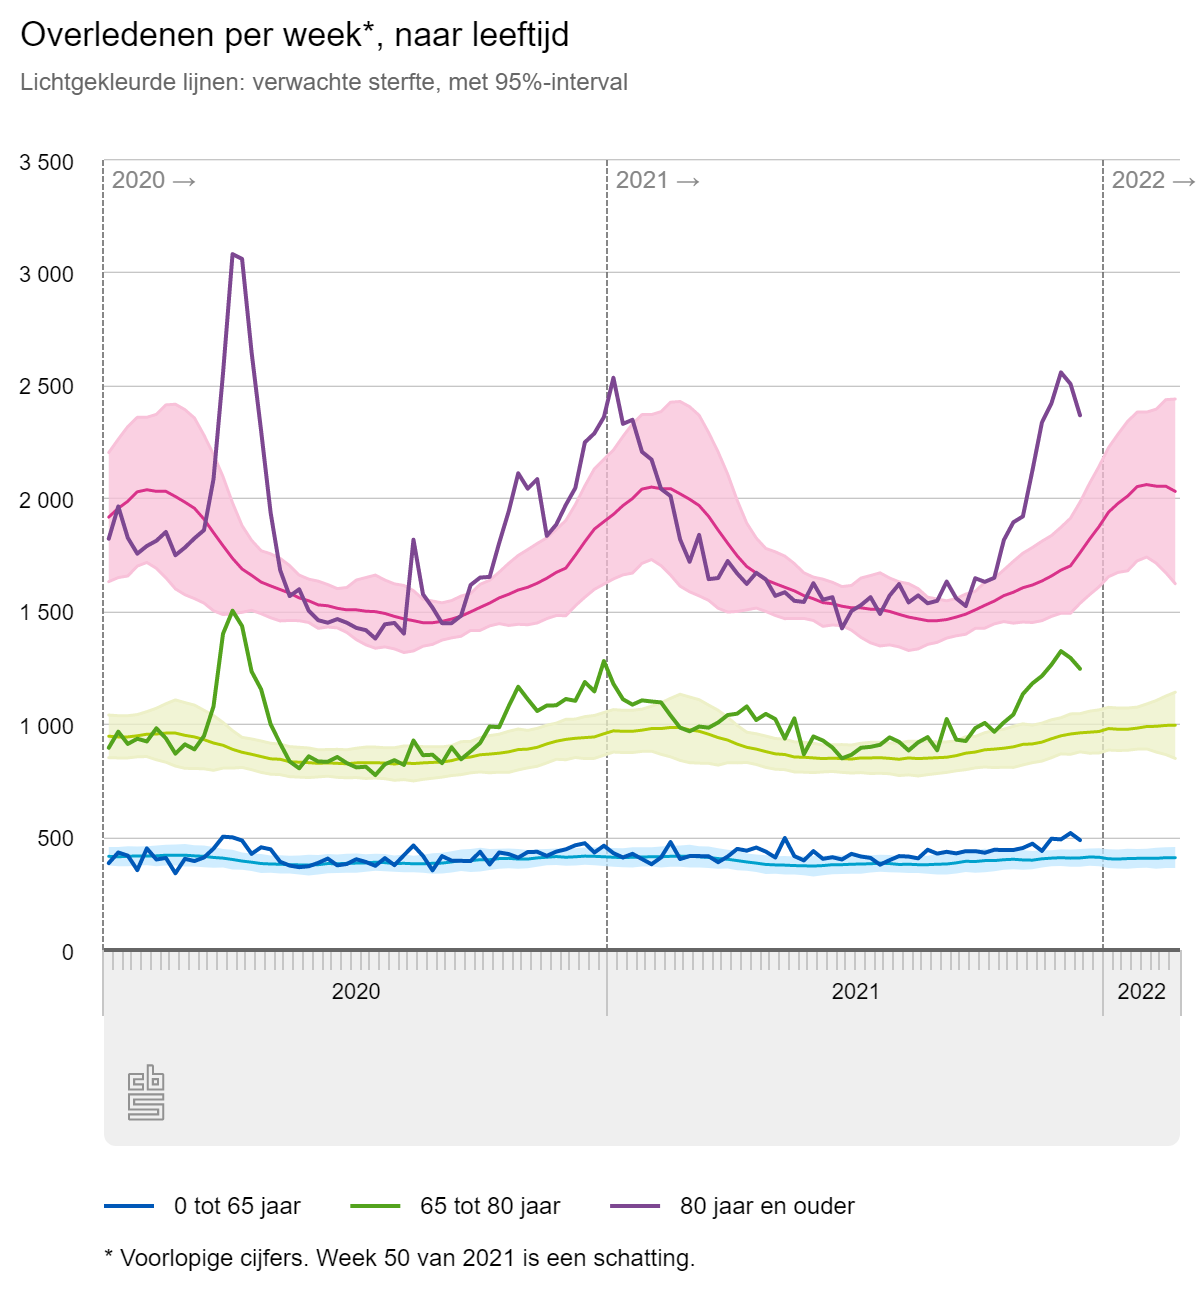 Overledenen per week*, naar leeftijd
Lichtgekleurde lijnen: verwachte sterfte, met 95%-interval
3 500
2020 →
2021 →
2022 →
3 000
2 500
2 000
1 500
1 000
500
0
2020
2021
2022
cbs
0 tot 65 jaar
65 tot 80 jaar
80 jaar en ouder
* Voorlopige cijfers. Week 50 van 2021 is een schatting.